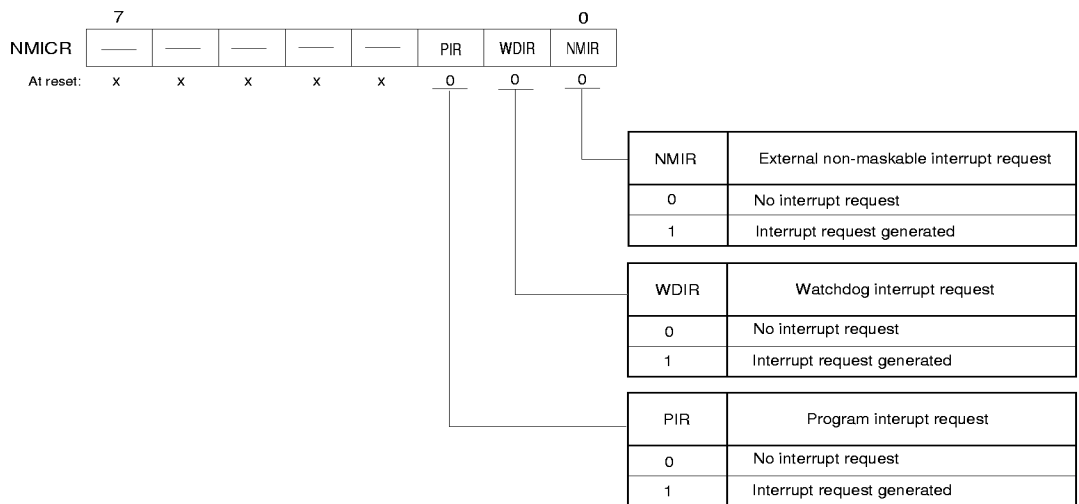 7 0
NMICR — — — — — PIR WDIR NMIR
At reset: x x x x x 0 0 0
NMIR External non-maskable interrupt request
0 No interrupt request
1 Interrupt request generated
WDIR Watchdog interrupt request
0 No interrupt request
1 Interrupt request generated
PIR Program interupt request
0 No interrupt request
1 Interrupt request generated